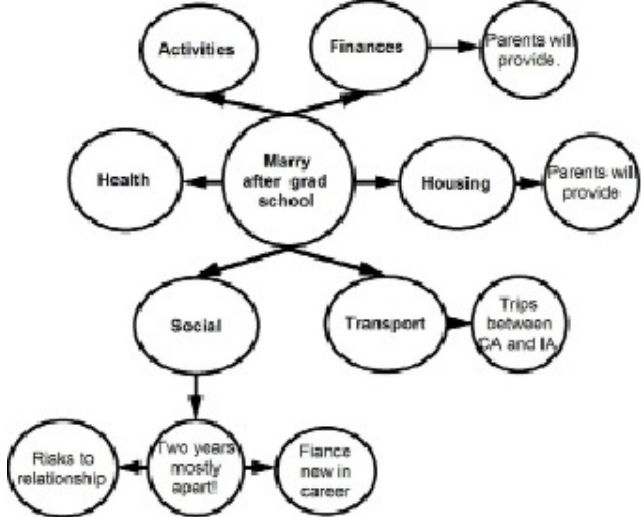 Activities
Finances
Parents will
provide.
Health
Marry
after grad
school
Housing
Parents will
provide
Social
Transport
Trips
between
CA and IA
Risks to
relationship
Two years
mostly
apart!!
Fiance
new in
career